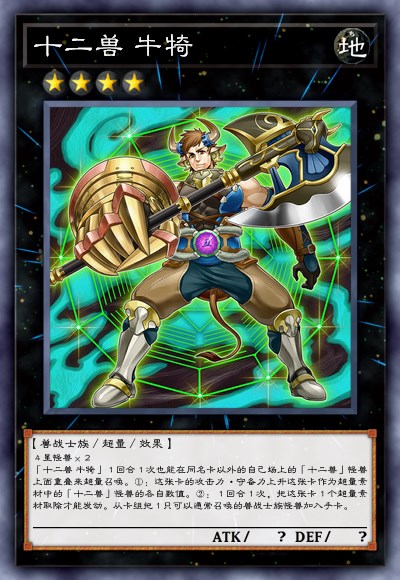 十二兽 牛犄
地
【兽战士族/超量/效果】
4星怪兽×2
「十二兽 牛犄」1回合1次也能在同名卡以外的自己场上的「十二兽」怪兽
上面重叠来超量召唤。①：这张卡的攻击力·守备力上升这张卡作为超量素
材中的「十二兽」怪兽的各自数值。②：1回合1次，把这张卡1个超量素
材取除才能发动。从卡组把1只可以通常召唤的兽战士族怪兽加入手卡。
ATK/ ? DEF/ ?